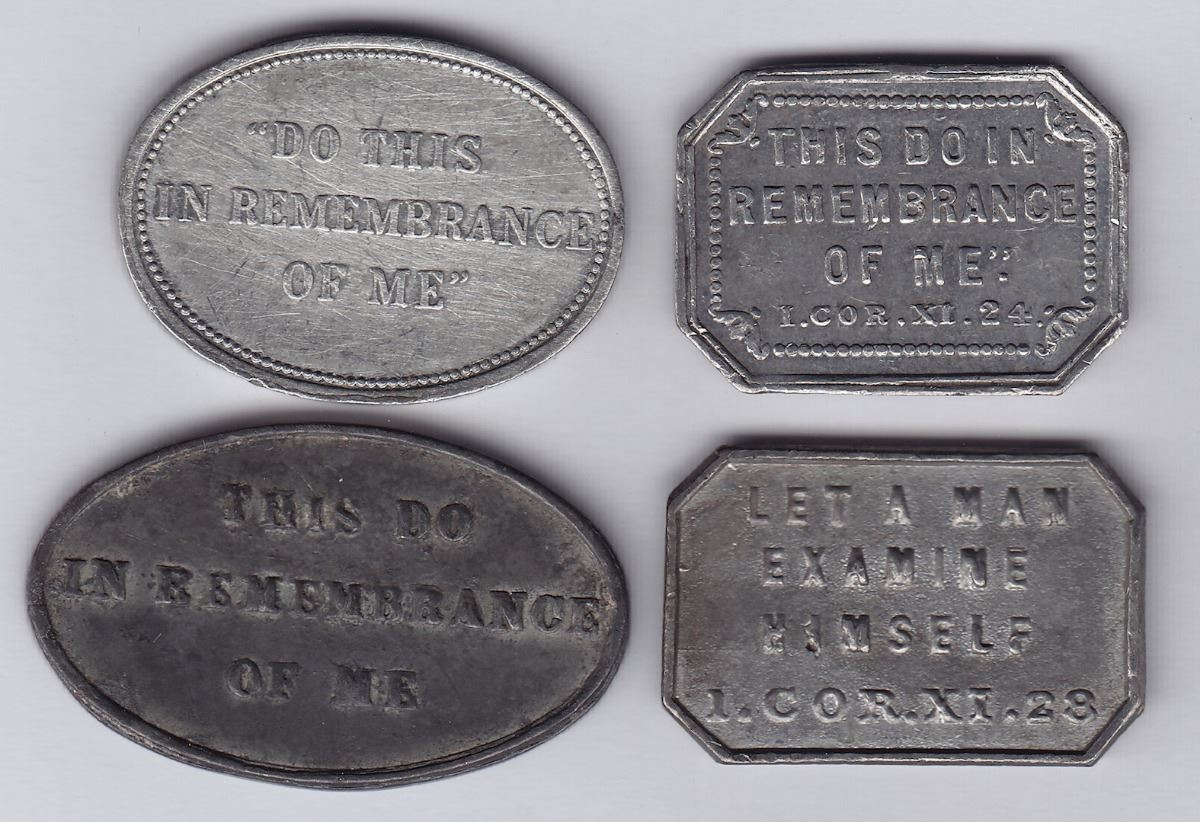 “DO THIS
IN REMEMBRANCE
OF ME”
THIS DO IN
REMEMBRANCE
OF ME”.
I.COR.XI.24.
THIS DO
IN REMEMBRANCE
OF ME
LET A MAN
EXAMINE
HIMSELF
1.COR.XI.28